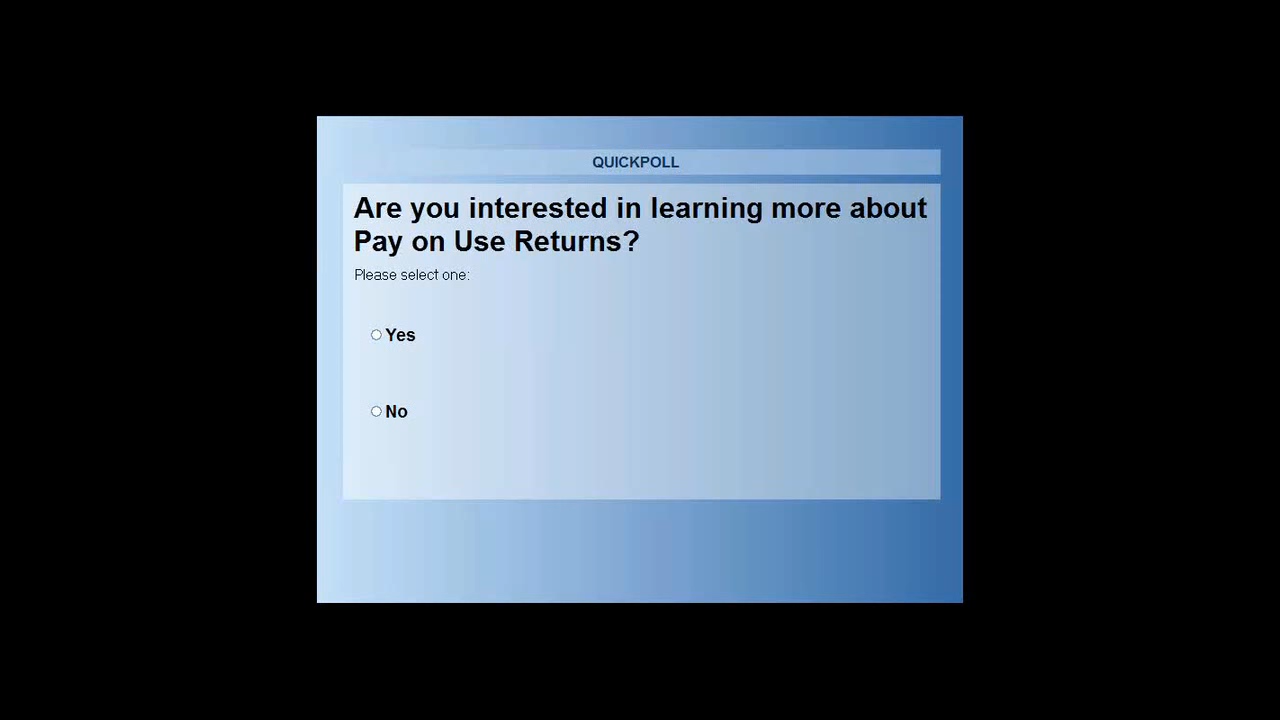 QUICKPOLL
Are you interested in learning more about
Pay on Use Returns?
Please select one:
Yes
No